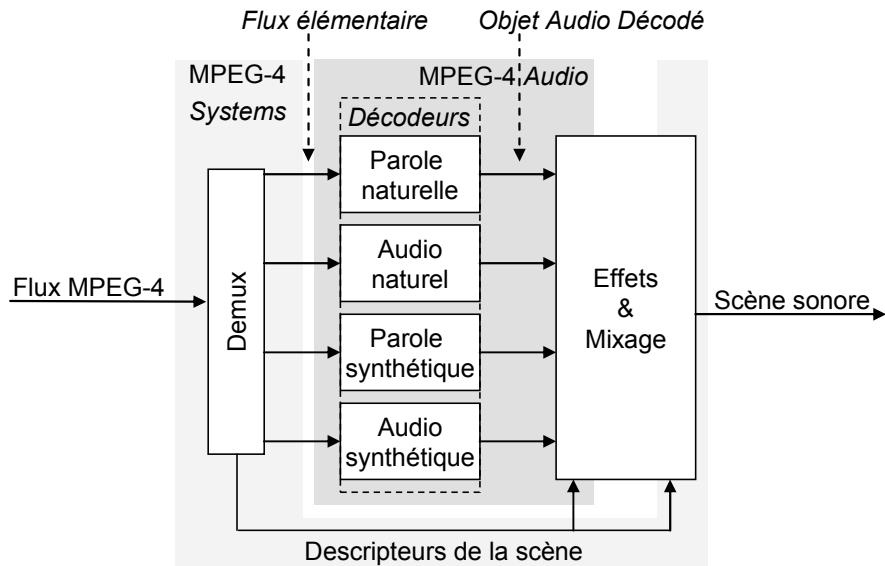 Flux élémentaire
Objet Audio Décodé
MPEG-4
Systems
MPEG-4 Audio
Décodeurs
Parole
naturelle
Audio
naturel
Parole
synthétique
Audio
synthétique
Flux MPEG-4
Demux
Effets
&
Mixage
Scène sonore
Descripteurs de la scène